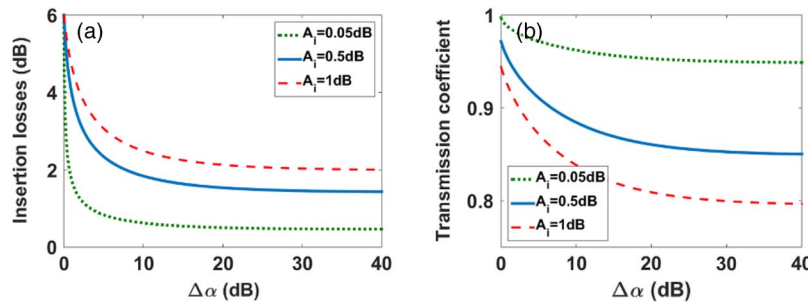 (a)
A_i=0.05dB
A_i=0.5dB
A_i=1dB
Insertion losses (dB)
6
4
2
0
0 10 20 30 40
Δα (dB)
(b)
A_i=0.05dB
A_i=0.5dB
A_i=1dB
Transmission coefficient
1
0.9
0.8
0 10 20 30 40
Δα (dB)